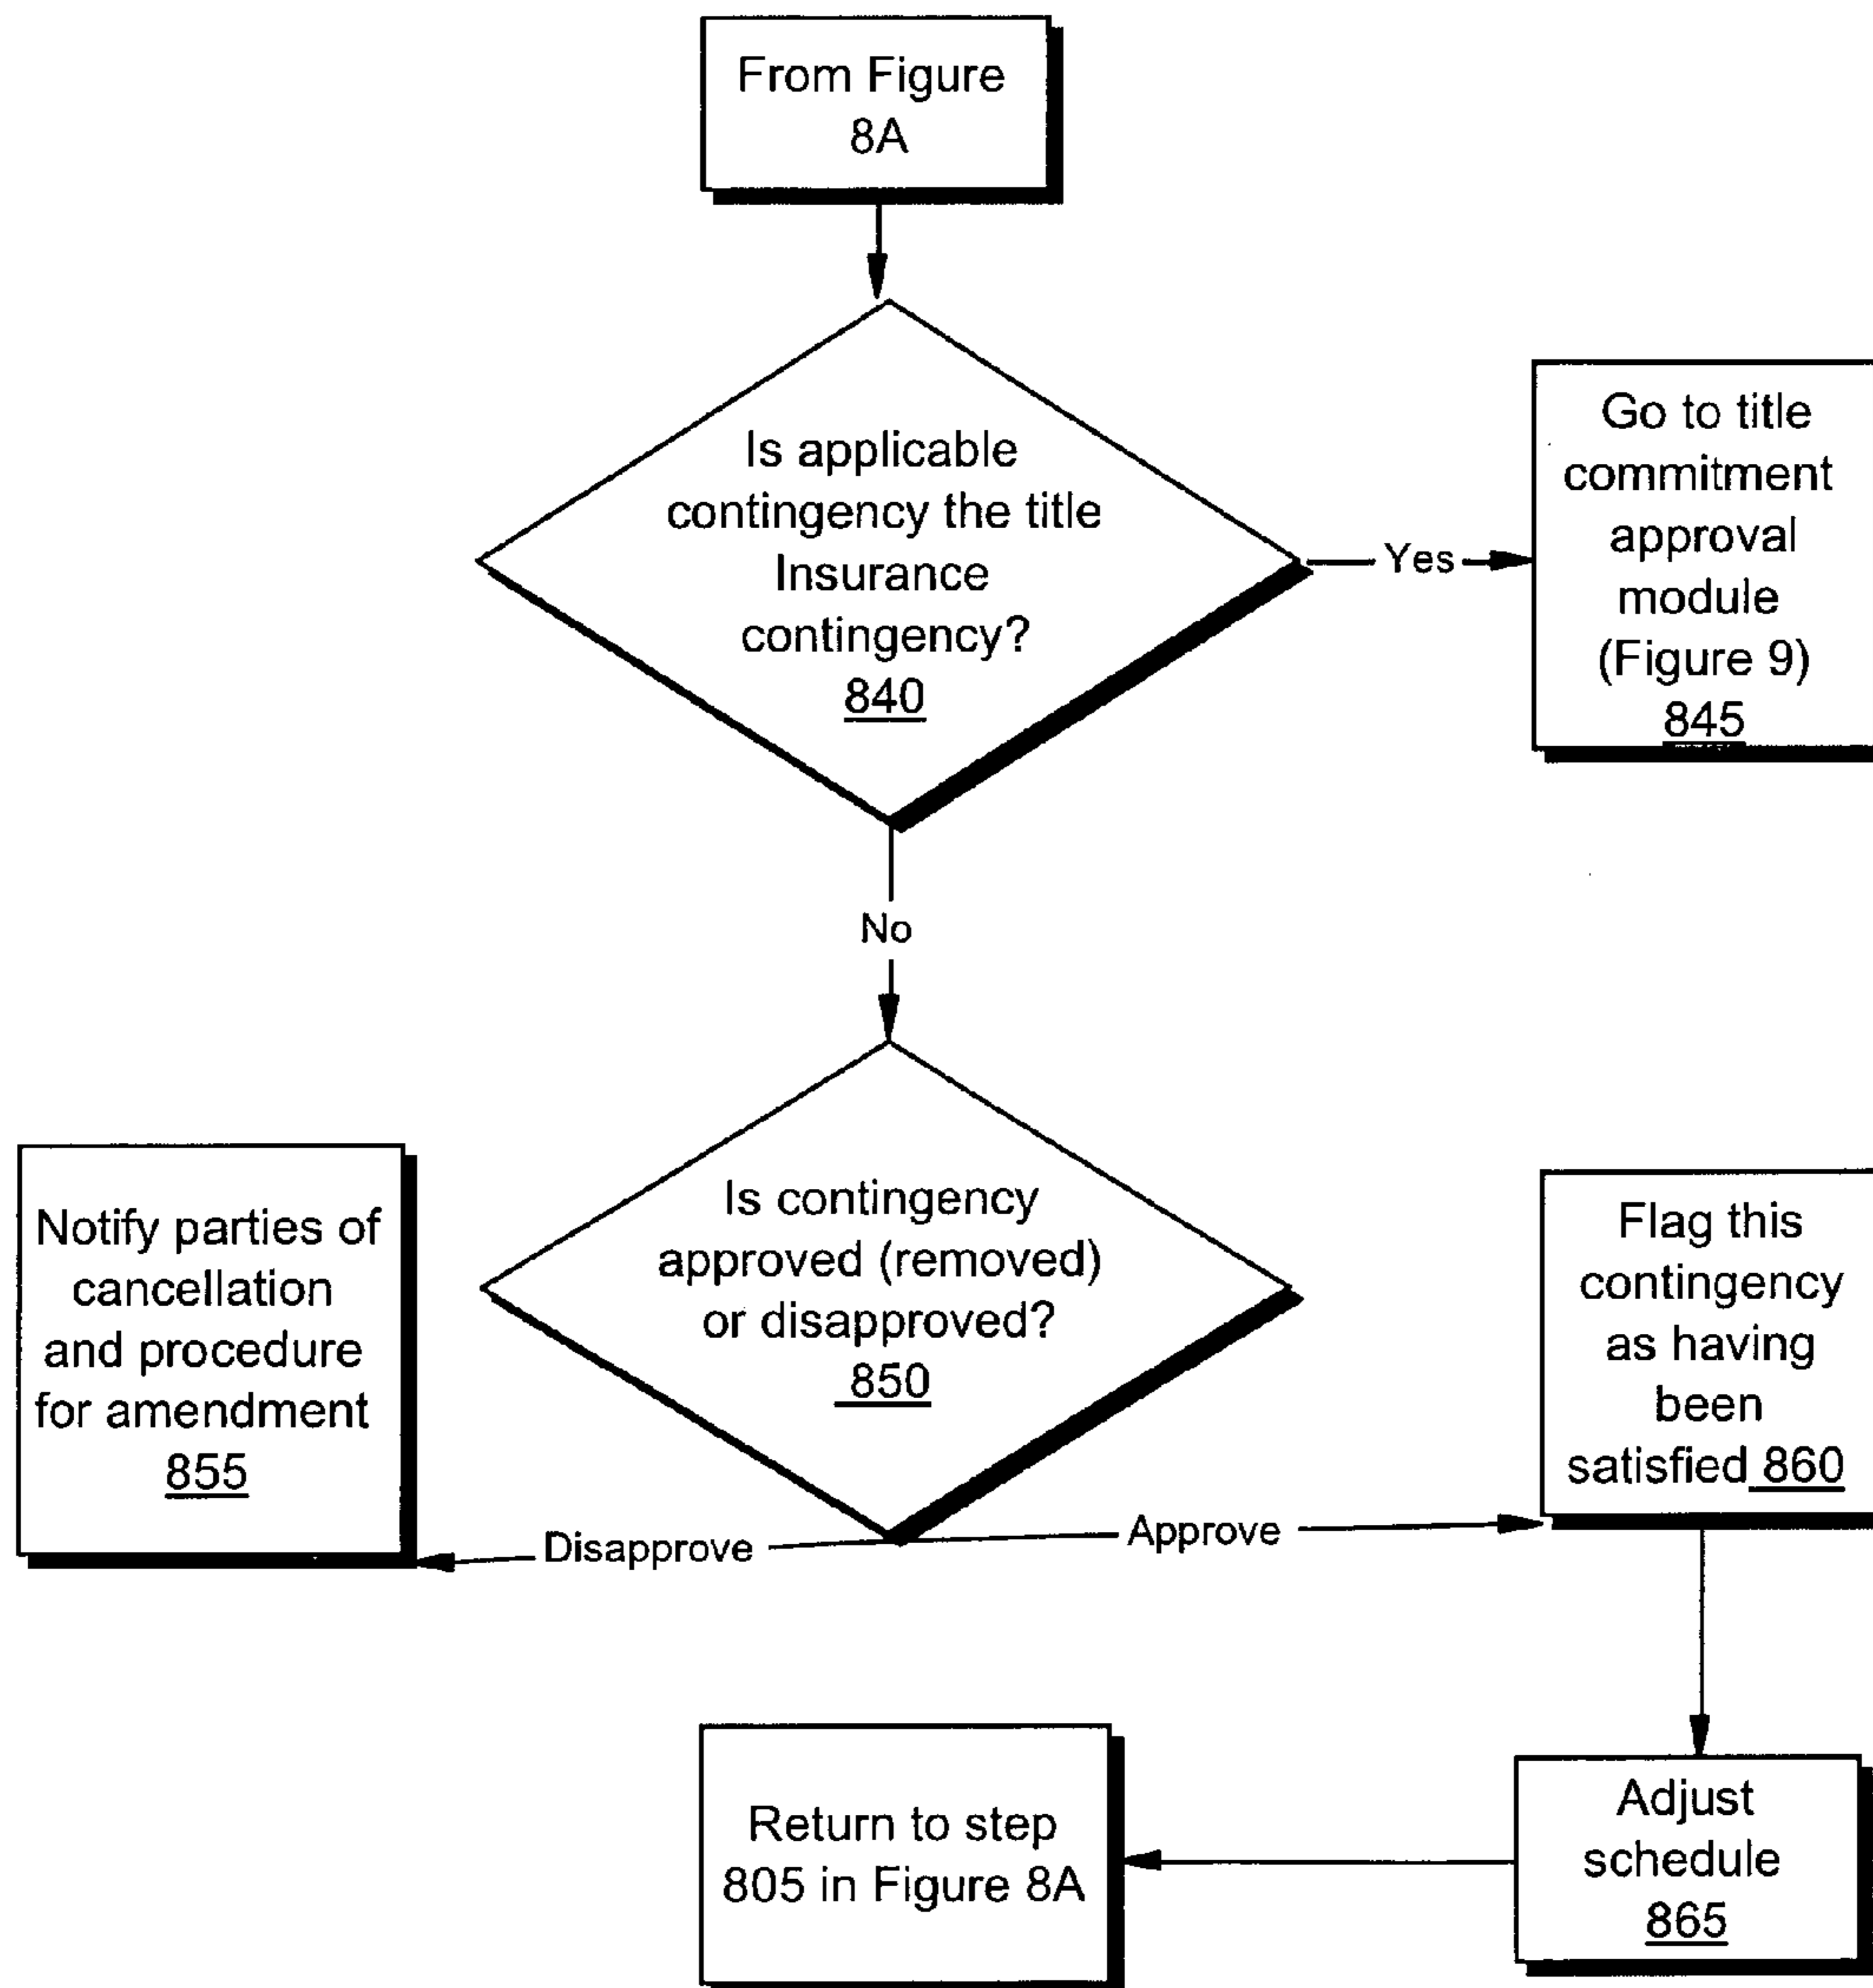 From Figure
8A
Is applicable
contingency the title
Insurance
contingency?
840
Yes
Go to title
commitment
approval
module
(Figure 9)
845
No
Is contingency
approved (removed)
or disapproved?
850
Notify parties of
cancellation
and procedure
for amendment
855
Disapprove
Approve
Flag this
contingency
as having
been
satisfied 860
Adjust
schedule
865
Return to step
805 in Figure 8A